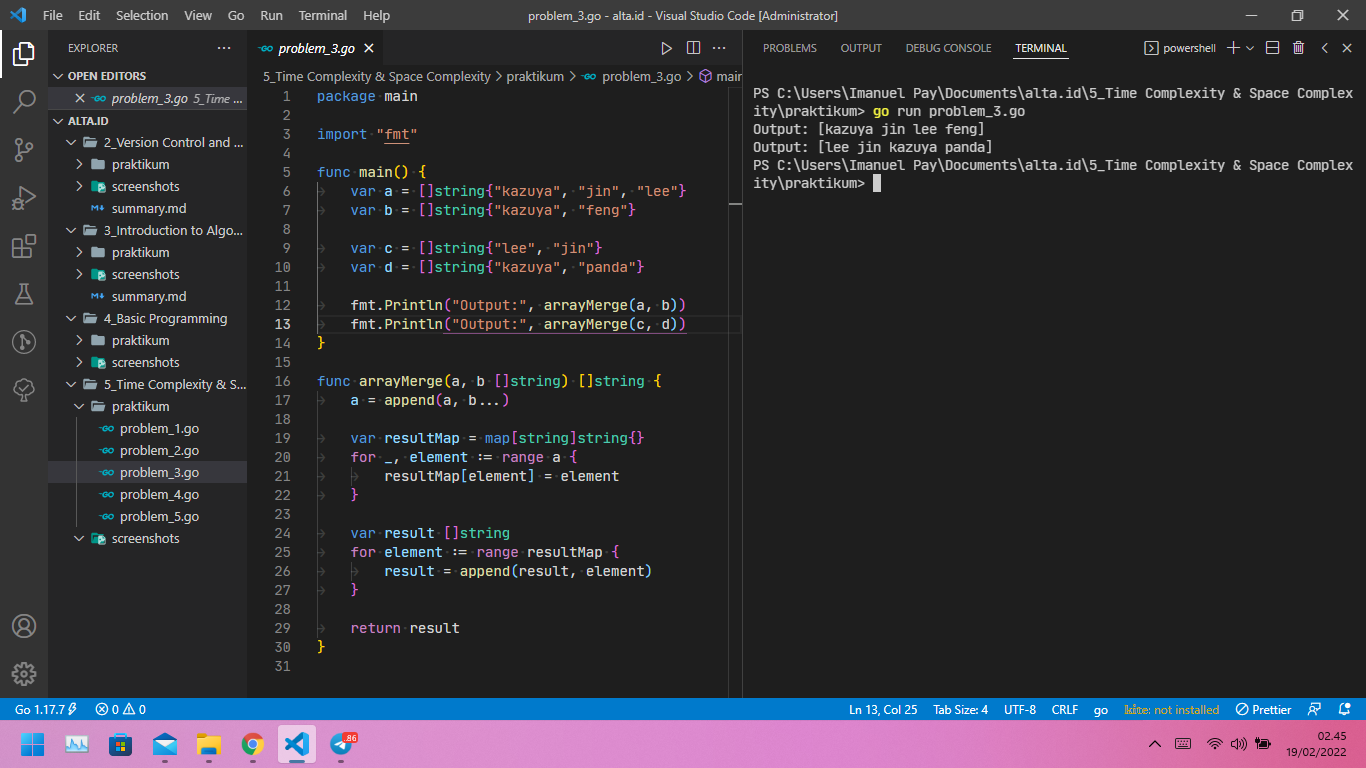 File Edit Selection View Go Run Terminal Help
problem_3.go - alta.id - Visual Studio Code [Administrator]
EXPLORER
OPEN EDITORS
problem_3.go 5_Time ...
ALTA.ID
2_Version Control and ...
praktikum
screenshots
summary.md
3_Introduction to Algo...
praktikum
screenshots
summary.md
4_Basic Programming
praktikum
screenshots
5_Time Complexity & S...
praktikum
problem_1.go
problem_2.go
problem_3.go
problem_4.go
problem_5.go
screenshots
problem_3.go
5_Time Complexity & Space Complexity > praktikum > problem_3.go > main
1 package main
2
3 import "fmt"
4
5 func main() {
6 var a = []string{"kazuya", "jin", "lee"}
7 var b = []string{"kazuya", "feng"}
8
9 var c = []string{"lee", "jin"}
10 var d = []string{"kazuya", "panda"}
11
12 fmt.Println("Output:", arrayMerge(a, b))
13 fmt.Println("Output:", arrayMerge(c, d))
14 }
15
16 func arrayMerge(a, b []string) []string {
17 a = append(a, b...)
18
19 var resultMap = map[string]string{}
20 for _, element := range a {
21 resultMap[element] = element
22 }
23
24 var result []string
25 for element := range resultMap {
26 result = append(result, element)
27 }
28
29 return result
30 }
31
PROBLEMS OUTPUT DEBUG CONSOLE TERMINAL
powershell
PS C:\Users\Imanuel Pay\Documents\alta.id\5_Time Complexity & Space Complex
ity\praktikum> go run problem_3.go
Output: [kazuya jin lee feng]
Output: [lee jin kazuya panda]
PS C:\Users\Imanuel Pay\Documents\alta.id\5_Time Complexity & Space Complex
ity\praktikum>
Go 1.17.7 0 0
Ln 13, Col 25 Tab Size: 4 UTF-8 CRLF go kite: not installed Prettier
86
02.45
19/02/2022